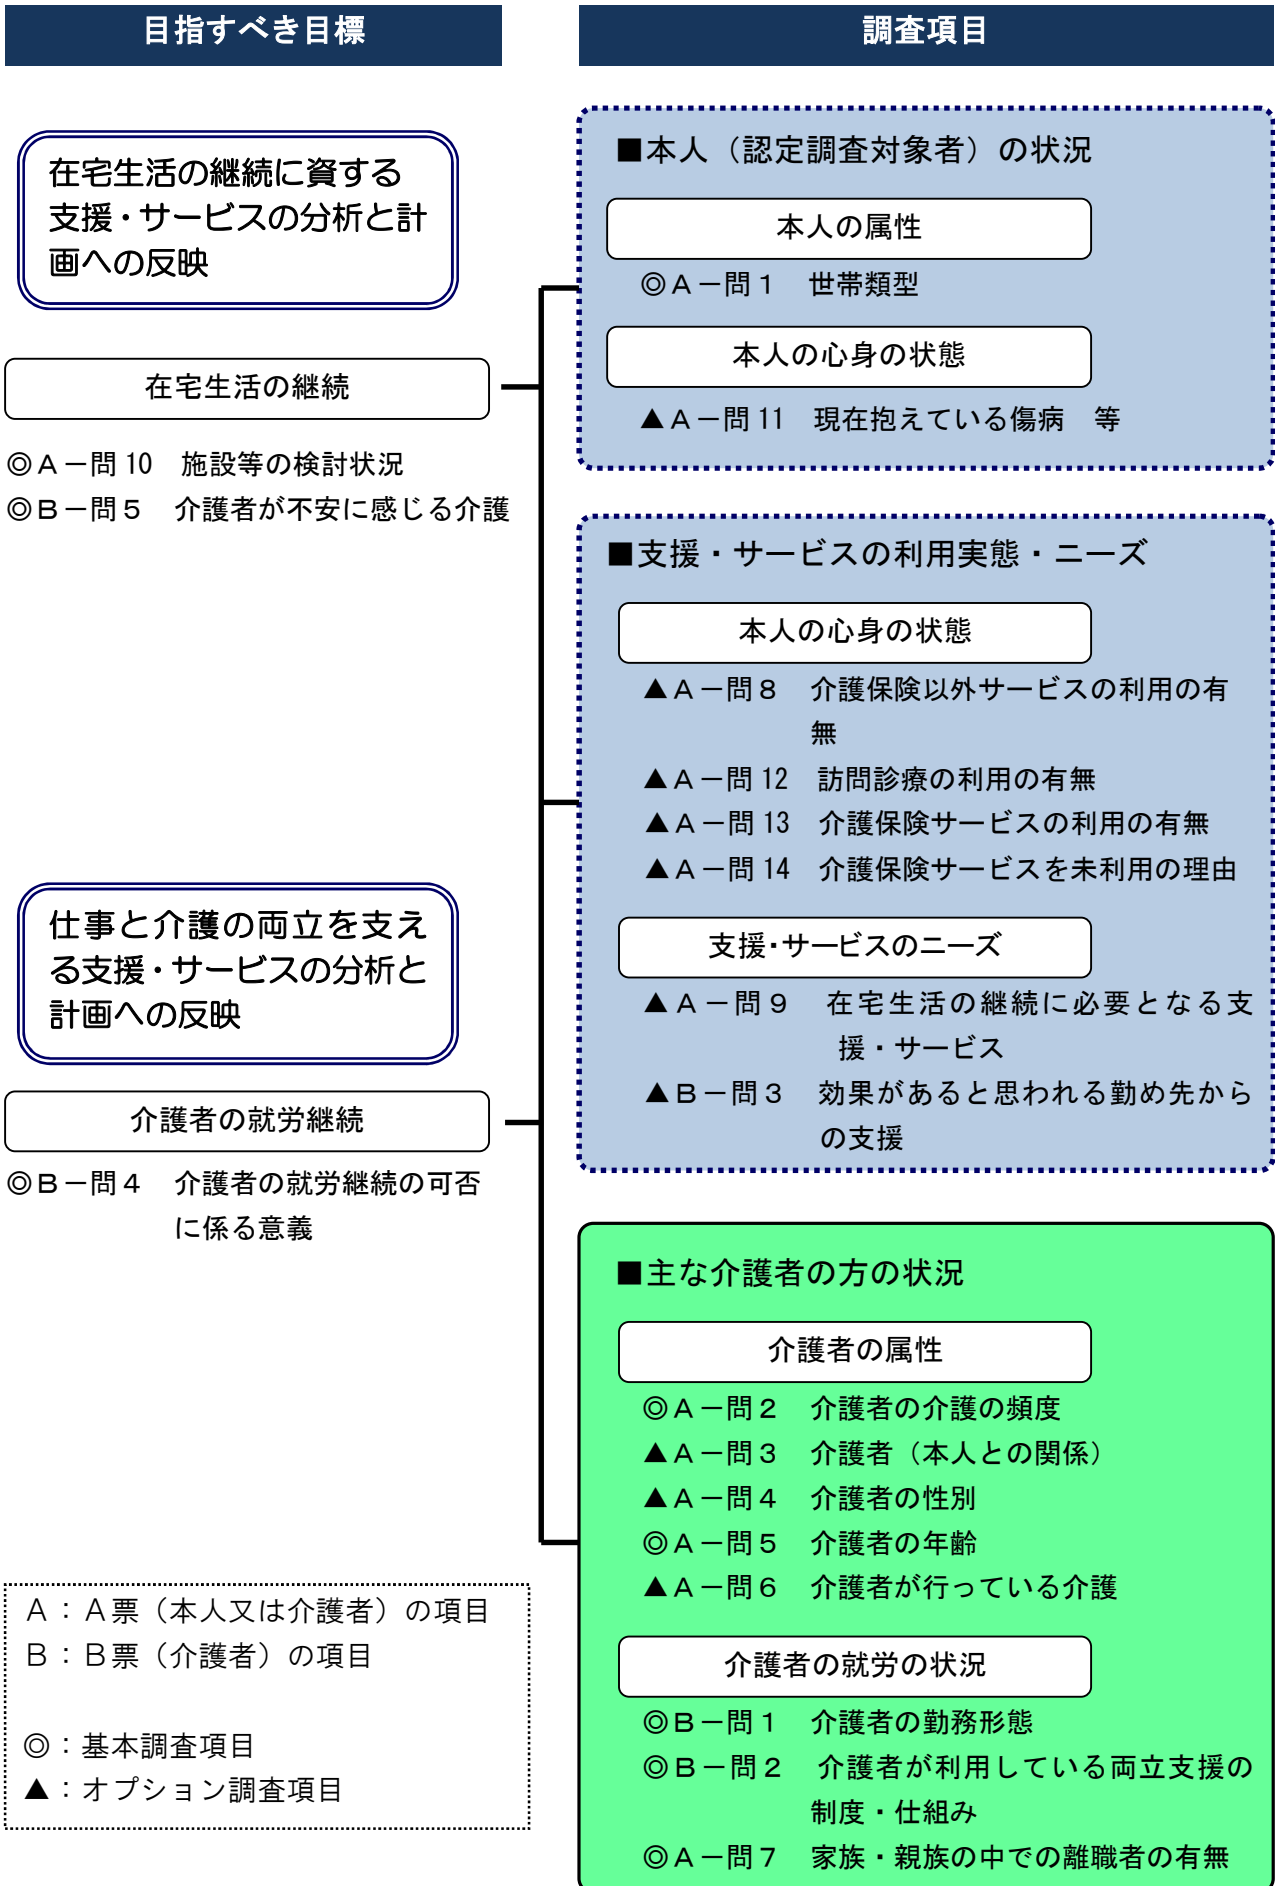 目指すべき目標
在宅生活の継続に資する
支援・サービスの分析と計
画への反映
在宅生活の継続
◎A－問10　施設等の検討状況
◎B－問5　介護者が不安に感じる介護
仕事と介護の両立を支え
る支援・サービスの分析と
計画への反映
介護者の就労継続
◎B－問4　介護者の就労継続の可否
に係る意義
A：A票（本人又は介護者）の項目
B：B票（介護者）の項目
◎：基本調査項目
▲：オプション調査項目
調査項目
■本人（認定調査対象者）の状況
本人の属性
◎A－問1　世帯類型
本人の心身の状態
▲A－問11　現在抱えている傷病　等
■支援・サービスの利用実態・ニーズ
本人の心身の状態
▲A－問8　介護保険以外サービスの利用の有
無
▲A－問12　訪問診療の利用の有無
▲A－問13　介護保険サービスの利用の有無
▲A－問14　介護保険サービスを未利用の理由
支援・サービスのニーズ
▲A－問9　在宅生活の継続に必要となる支
援・サービス
▲B－問3　効果があると思われる勤め先から
の支援
■主な介護者の方の状況
介護者の属性
◎A－問2　介護者の介護の頻度
▲A－問3　介護者（本人との関係）
▲A－問4　介護者の性別
◎A－問5　介護者の年齢
▲A－問6　介護者が行っている介護
介護者の就労の状況
◎B－問1　介護者の勤務形態
◎B－問2　介護者が利用している両立支援の
制度・仕組み
◎A－問7　家族・親族の中での離職者の有無